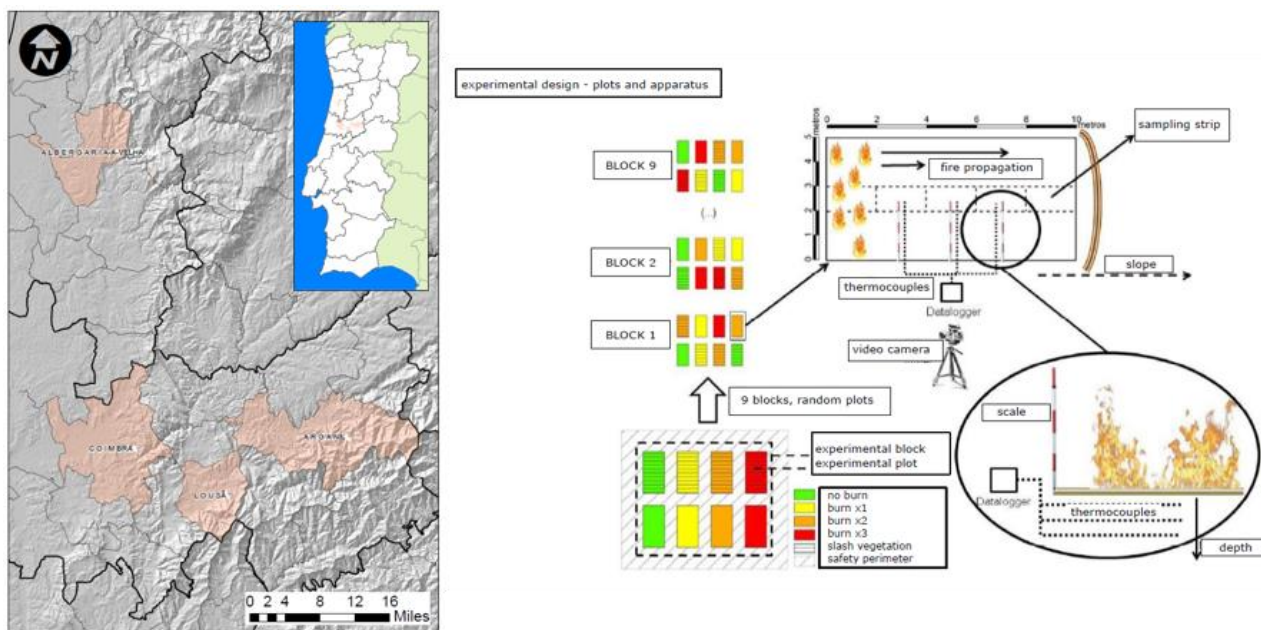 N
ALBERGARIA-A-VELHA
COIMBRA
LOUSÃ
ARGANIL
0 2 4 8 12 16
Miles
experimental design - plots and apparatus
BLOCK 9
(...)
BLOCK 2
BLOCK 1
9 blocks, random plots
experimental block
experimental plot
no burn
burn x1
burn x2
burn x3
slash vegetation
safety perimeter
0 2 4 6 8 10
metros
metros
5
4
3
2
1
0
sampling strip
fire propagation
slope
thermocouples
Datalogger
video camera
scale
Datalogger
thermocouples
depth